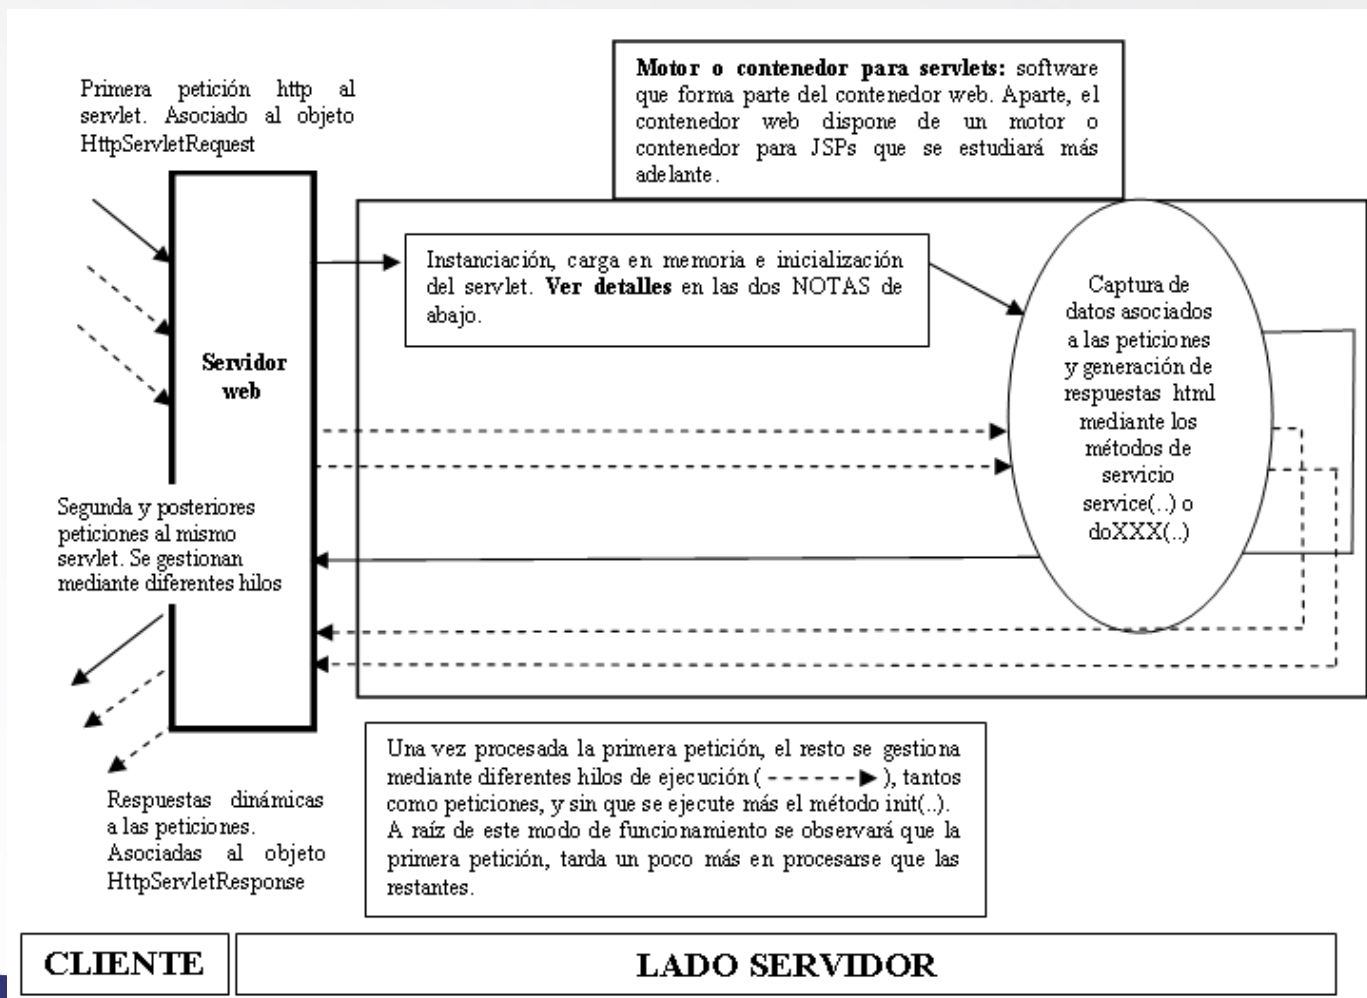 Primera petición http al
servlet. Asociado al objeto
HttpServletRequest
Motor o contenedor para servlets: software
que forma parte del contenedor web. Aparte, el
contenedor web dispone de un motor o
contenedor para JSPs que se estudiará más
adelante.
Instanciación, carga en memoria e inicialización
del servlet. Ver detalles en las dos NOTAS de
abajo.
Captura de
datos asociados
a las peticiones
y generación de
respuestas html
mediante los
métodos de
servicio
service(..) o
doXXX(..)
Servidor
web
Segunda y posteriores
peticiones al mismo
servlet. Se gestionan
mediante diferentes hilos
Respuestas dinámicas
a las peticiones.
Asociadas al objeto
HttpServletResponse
Una vez procesada la primera petición, el resto se gestiona
mediante diferentes hilos de ejecución ( - - - - - -► ), tantos
como peticiones, y sin que se ejecute más el método init(..).
A raíz de este modo de funcionamiento se observará que la
primera petición, tarda un poco más en procesarse que las
restantes.
CLIENTE
LADO SERVIDOR